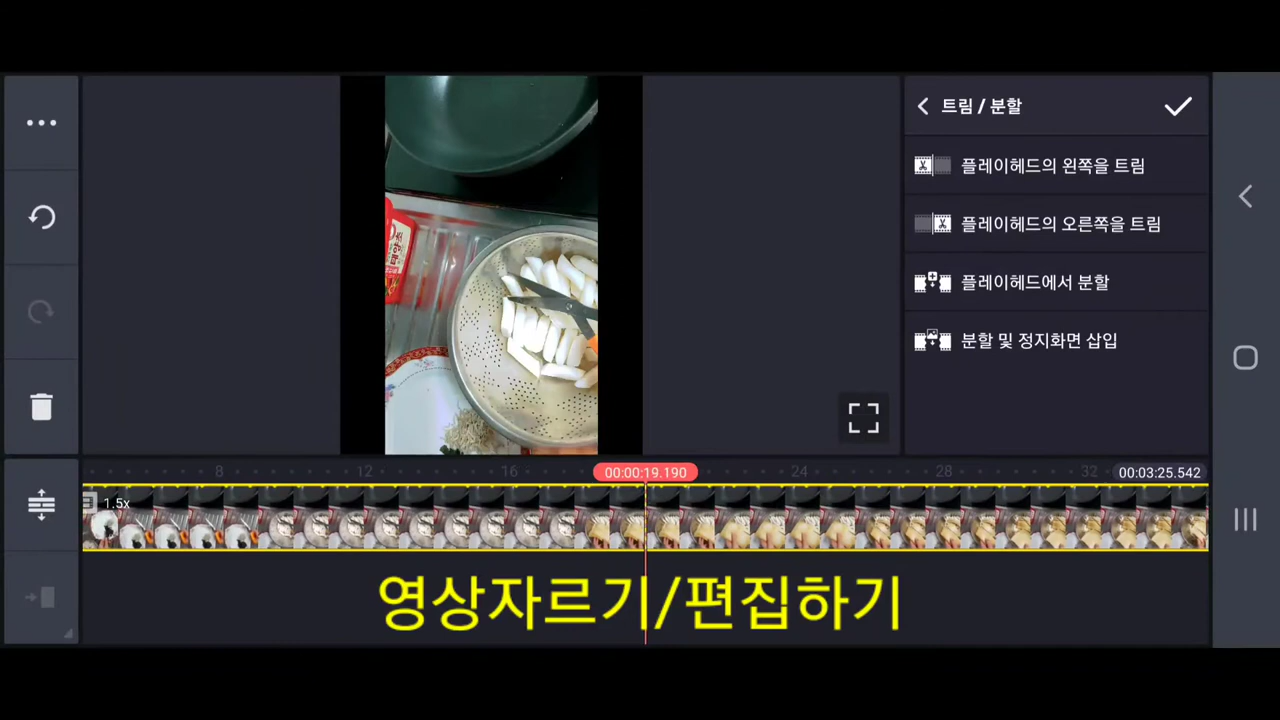 트림 / 분할
플레이헤드의 왼쪽을 트림
플레이헤드의 오른쪽을 트림
플레이헤드에서 분할
분할 및 정지화면 삽입
8 12 16 00:00:19.190 24 28 32 00:03:25.542
1.5x
영상자르기/편집하기